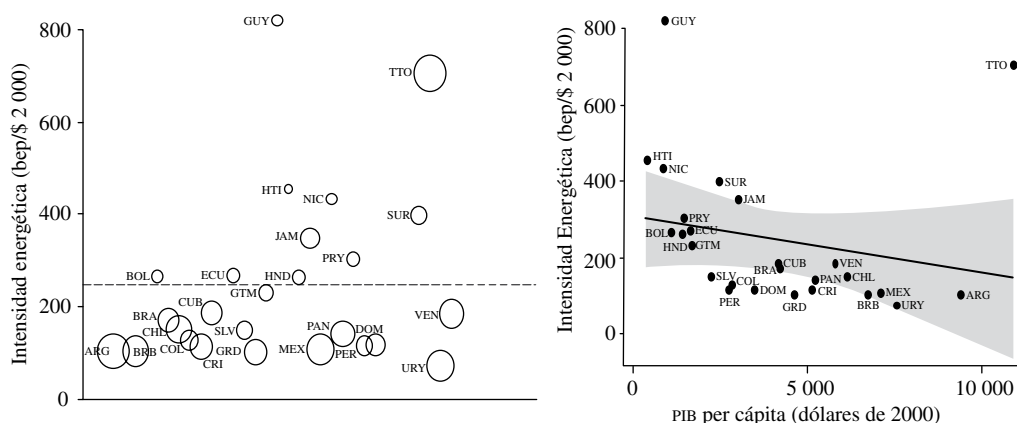 Intensidad energética (bep/$ 2 000)
800
600
400
200
0
GUY
TTO
HTI
NIC
SUR
JAM
PRY
BOL
ECU
HND
GTM
CUB
BRA
CHL
SLV
PAN
DOM
VEN
ARG
BRB
COL
CRI
GRD
MEX
PER
URY
Intensidad Energética (bep/$ 2 000)
800
600
400
200
0
GUY
TTO
HTI
NIC
SUR
JAM
PRY
BOL
ECU
HND
GTM
CUB
BRA
VEN
SLV
COL
PAN
CHL
PER
DOM
CRI
GRD
BRB
MEX
URY
ARG
0
5 000
10 000
PIB per cápita (dólares de 2000)